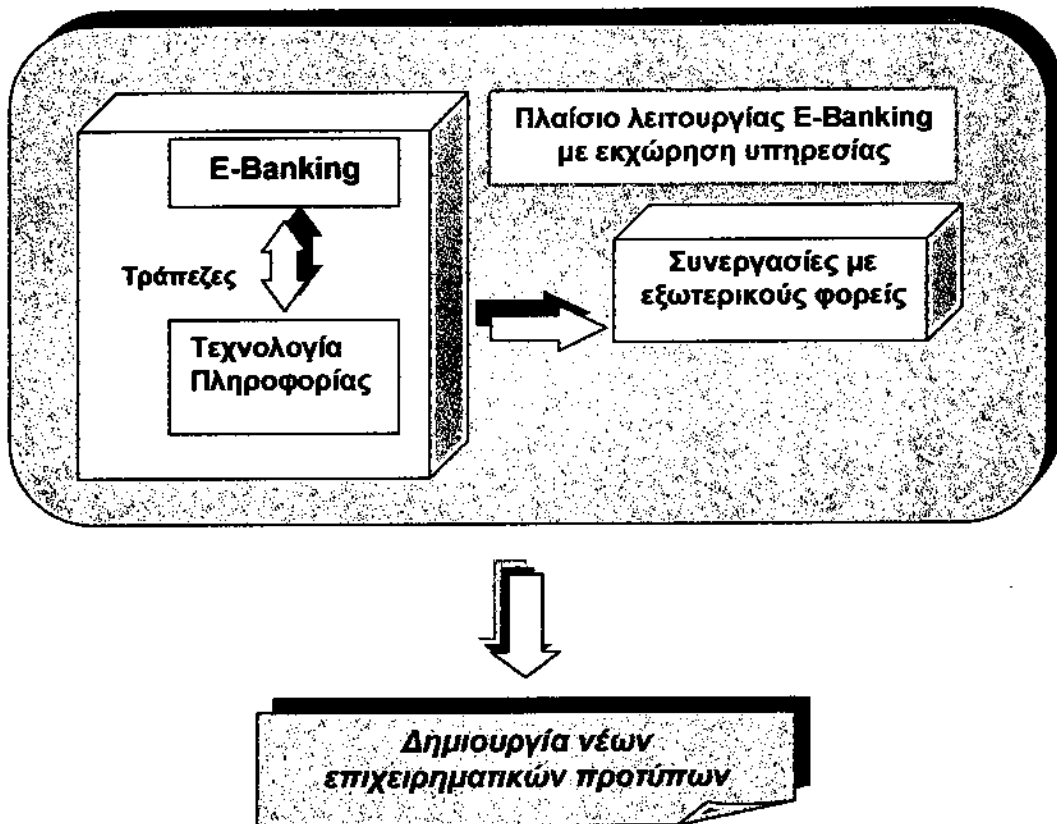 E-Banking
Τράπεζες
Τεχνολογία
Πληροφορίας
Πλαίσιο λειτουργίας E-Banking
με εκχώρηση υπηρεσίας
Συνεργασίες με
εξωτερικούς φορείς
Δημιουργία νέων
επιχειρηματικών προτύπων